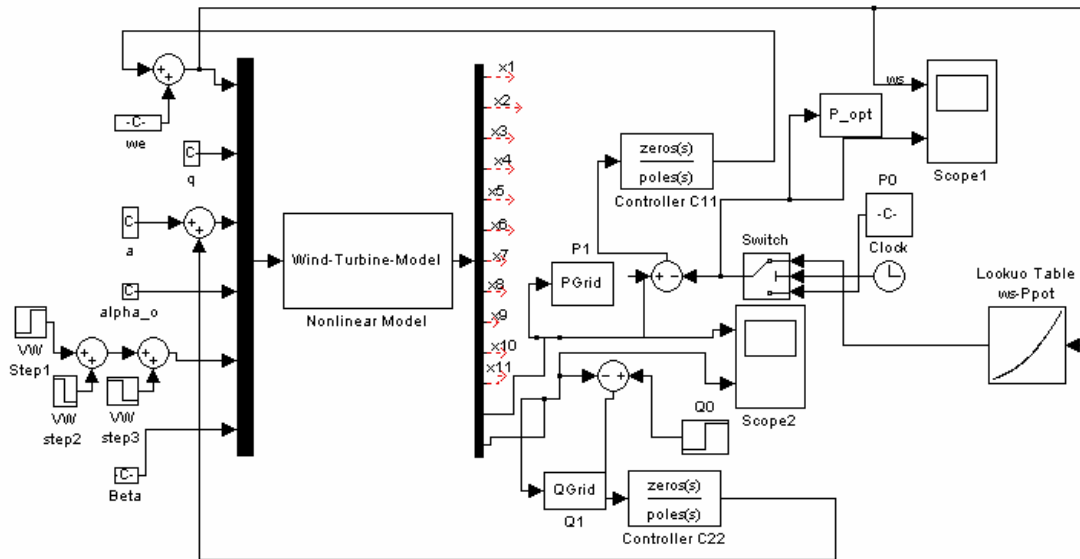 -C-
we
C
q
C
a
C
alpha_o
VW
Step1
VW
step2
VW
step3
-C-
Beta
Wind-Turbine-Model
Nonlinear Model
x1
x2
x3
x4
x5
x6
x7
x8
x9
x10
x11
P1
PGrid
zeros(s)
poles(s)
Controller C11
P_opt
ws
Scope1
P0
-C-
Clock
Switch
Lookuo Table
ws-Ppot
Scope2
Q0
QGrid
Q1
zeros(s)
poles(s)
Controller C22